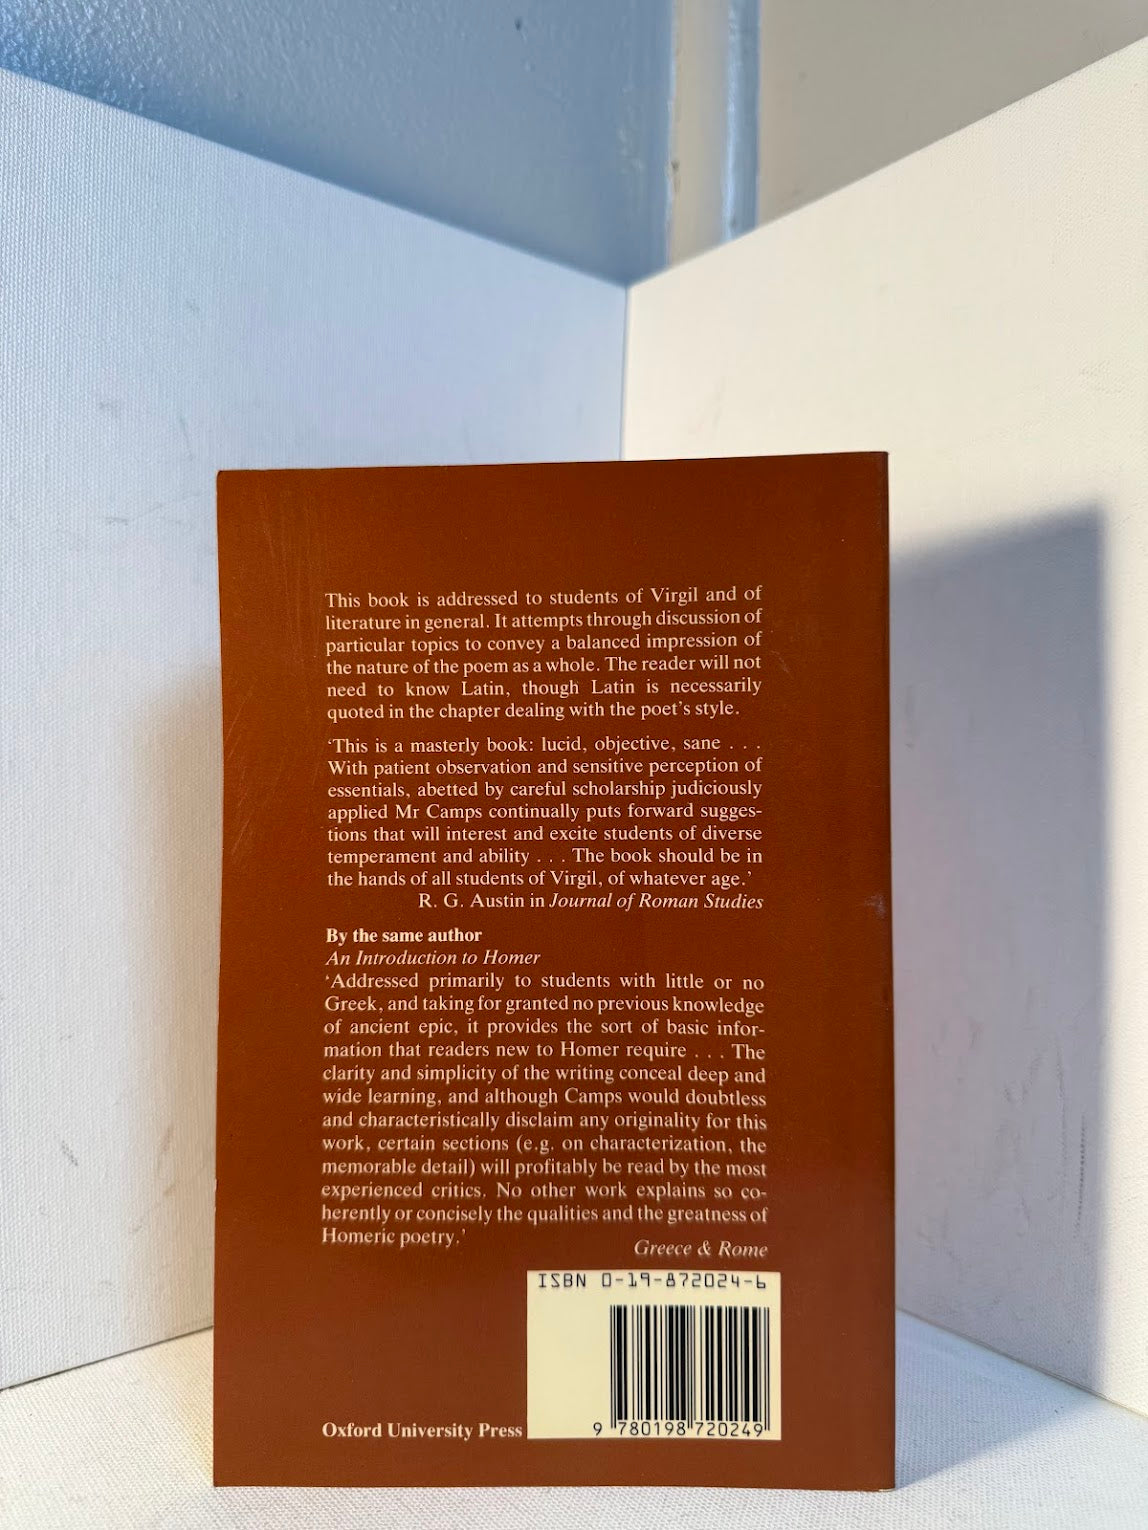 This book is addressed to students of Virgil and of
literature in general. It attempts through discussion of
particular topics to convey a balanced impression of
the nature of the poem as a whole. The reader will not
need to know Latin, though Latin is necessarily
quoted in the chapter dealing with the poet's style.
'This is a masterly book: lucid, objective, sane . . .
With patient observation and sensitive perception of
essentials, abetted by careful scholarship judiciously
applied Mr Camps continually puts forward sugges-
tions that will interest and excite students of diverse
temperament and ability . . . The book should be in
the hands of all students of Virgil, of whatever age.'
R. G. Austin in Journal of Roman Studies
By the same author
An Introduction to Homer
'Addressed primarily to students with little or no
Greek, and taking for granted no previous knowledge
of ancient epic, it provides the sort of basic infor-
mation that readers new to Homer require . . . The
clarity and simplicity of the writing conceal deep and
wide learning, and although Camps would doubtless
and characteristically disclaim any originality for this
work, certain sections (e.g. on characterization, the
memorable detail) will profitably be read by the most
experienced critics. No other work explains so co-
herently or concisely the qualities and the greatness of
Homeric poetry.'
Greece & Rome
ISBN 0-19-872024-6
9 780198 720249
Oxford University Press